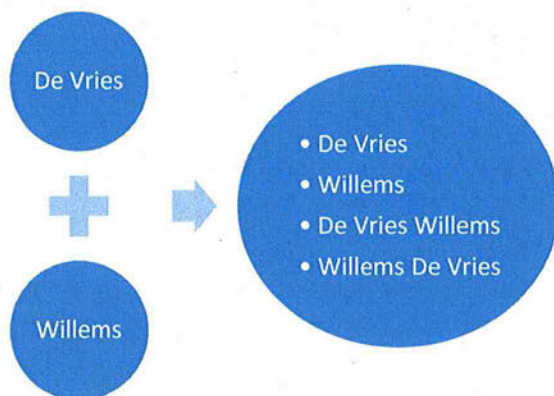 De Vries
Willems
• De Vries
• Willems
• De Vries Willems
• Willems De Vries